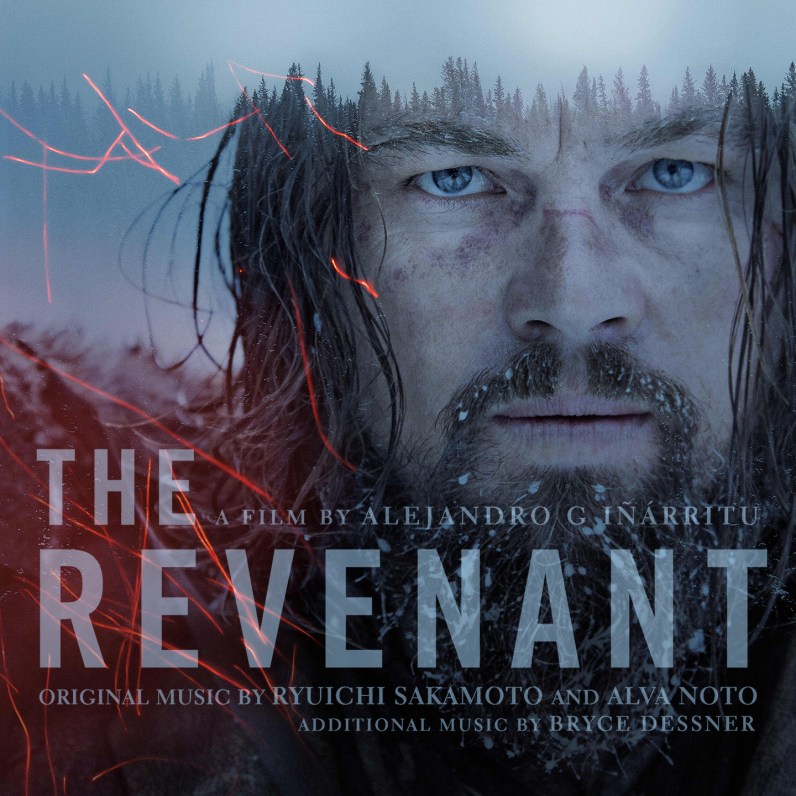 THE
A FILM BY ALEJANDRO G IÑÁRRITU
REVENANT
ORIGINAL MUSIC BY RYUICHI SAKAMOTO AND ALVA NOTO
ADDITIONAL MUSIC BY BRYCE DESSNER